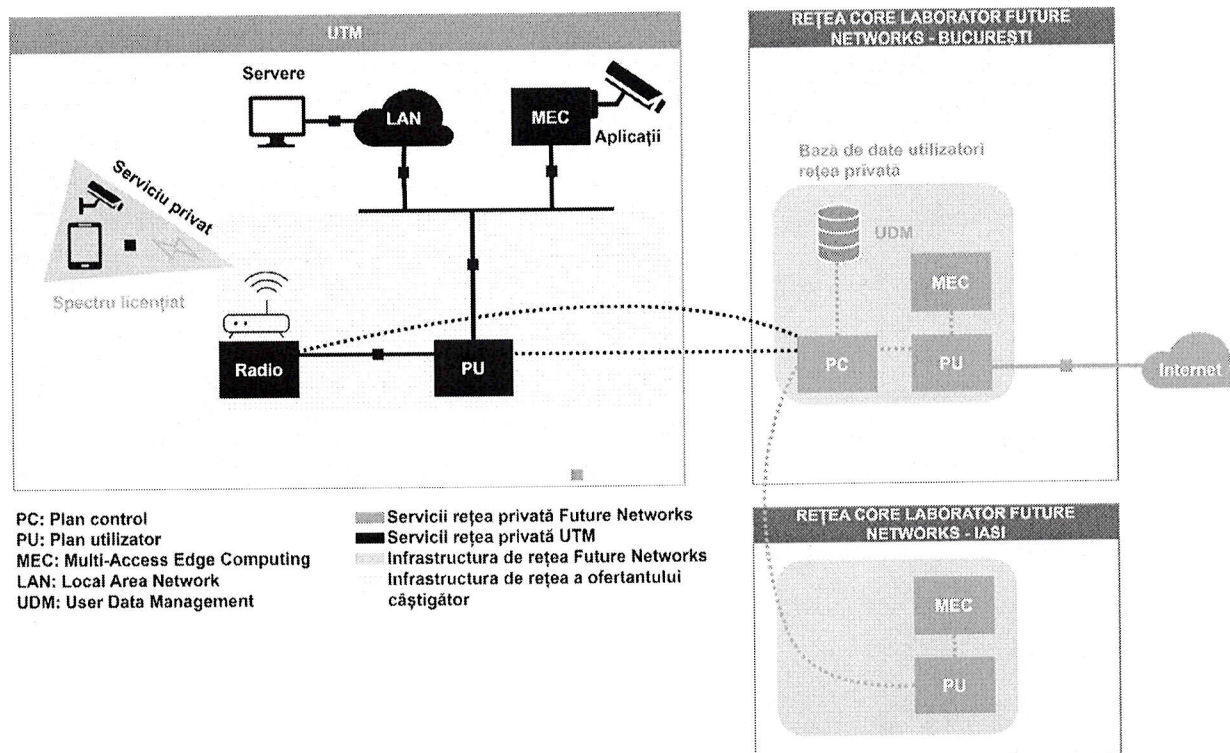 UTM
Servere
LAN
MEC
Aplicații
Serviciu privat
Spectru licențiat
Radio
PU
REȚEA CORE LABORATOR FUTURE
NETWORKS - BUCUREȘTI
Bază de date utilizatori
rețea privată
UDM
MEC
PC
PU
Internet
REȚEA CORE LABORATOR FUTURE
NETWORKS - IASI
MEC
PU
PC: Plan control
PU: Plan utilizator
MEC: Multi-Access Edge Computing
LAN: Local Area Network
UDM: User Data Management
Servicii rețea privată Future Networks
Servicii rețea privată UTM
Infrastructura de rețea Future Networks
Infrastructura de rețea a ofertantului
câștigător